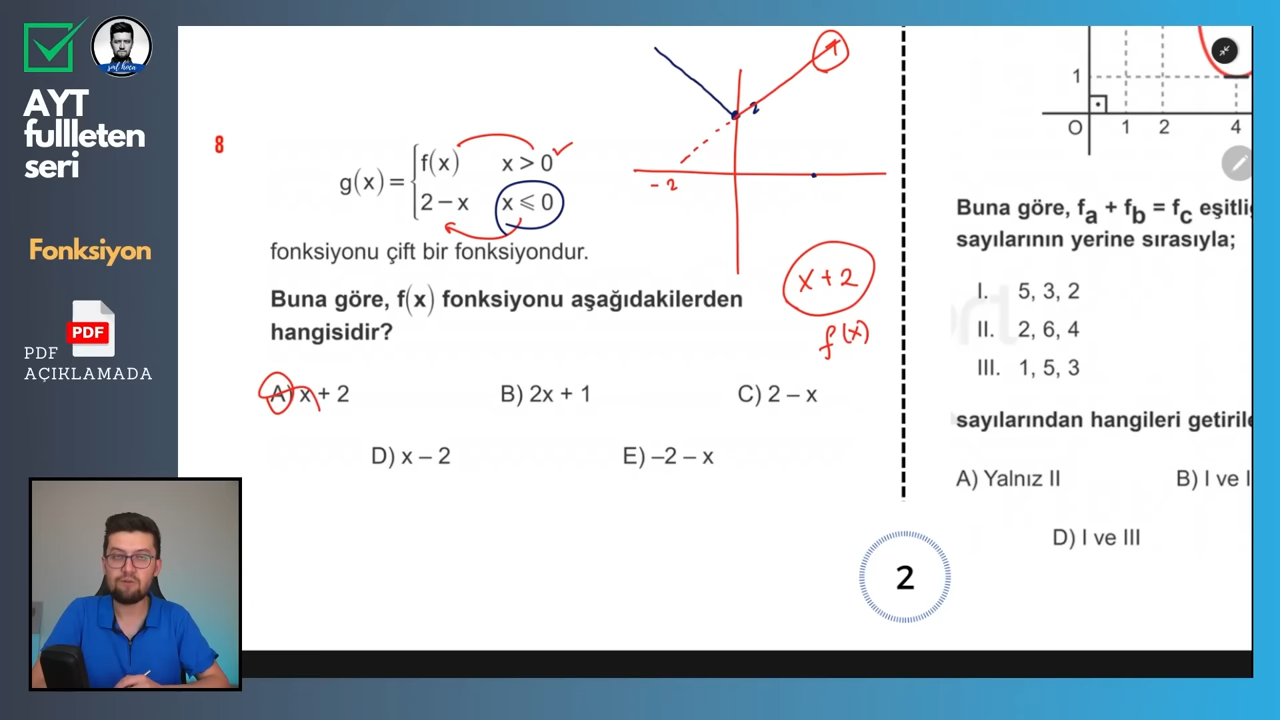 AYT
fullleten
seri
Fonksiyon
PDF
PDF
AÇIKLAMADA
8
g(x) = { f(x) x > 0
2 – x x ⩽ 0
fonksiyonu çift bir fonksiyondur.
Buna göre, f(x) fonksiyonu aşağıdakilerden
hangisidir?
A) x + 2 B) 2x + 1 C) 2 – x
D) x – 2 E) –2 – x
2
-2
x+2
f(x)
2
1
O 1 2 4
Buna göre, fa + fb = fc eşitliğ
sayılarının yerine sırasıyla;
I. 5, 3, 2
II. 2, 6, 4
III. 1, 5, 3
sayılarından hangileri getirile
A) Yalnız II B) I ve I
D) I ve III